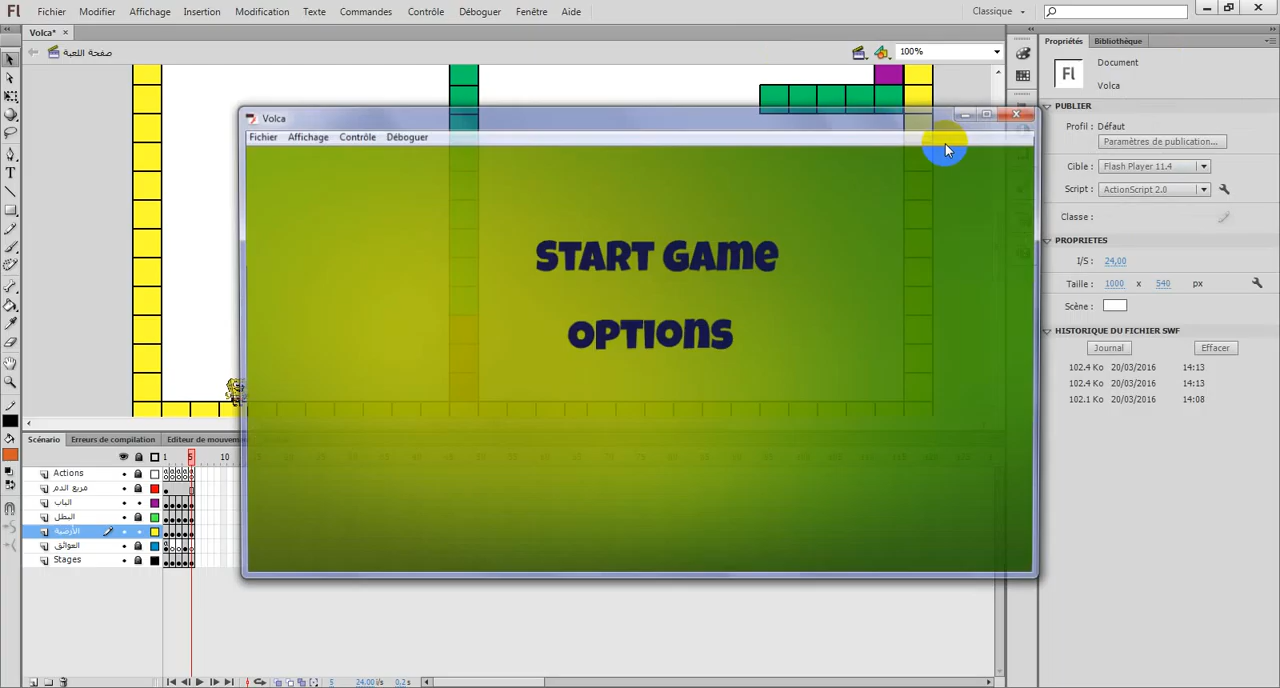 Fl Fichier Modifier Affichage Insertion Modification Texte Commandes Contrôle Déboguer Fenêtre Aide Classique
Volca* ×
صفحة اللعبة 100%
Propriétés Bibliothèque
Fl Document
Volca
PUBLIER
Profil : Défaut
Paramètres de publication...
Cible : Flash Player 11.4
Script : ActionScript 2.0
Classe :
PROPRIETES
I/S : 24,00
Taille : 1000 x 540 px
Scène :
HISTORIQUE DU FICHIER SWF
Journal Effacer
102.4 Ko 20/03/2016 14:13
102.4 Ko 20/03/2016 14:13
102.1 Ko 20/03/2016 14:08
Volca
Fichier Affichage Contrôle Déboguer
START GAME
OPTIONS
Scénario Erreurs de compilation Editeur de mouvem
1 5 10
Actions
مربع الدم
الباب
البطل
الأرضية
العوائق
Stages
5 24,00 i/s 0,2 s